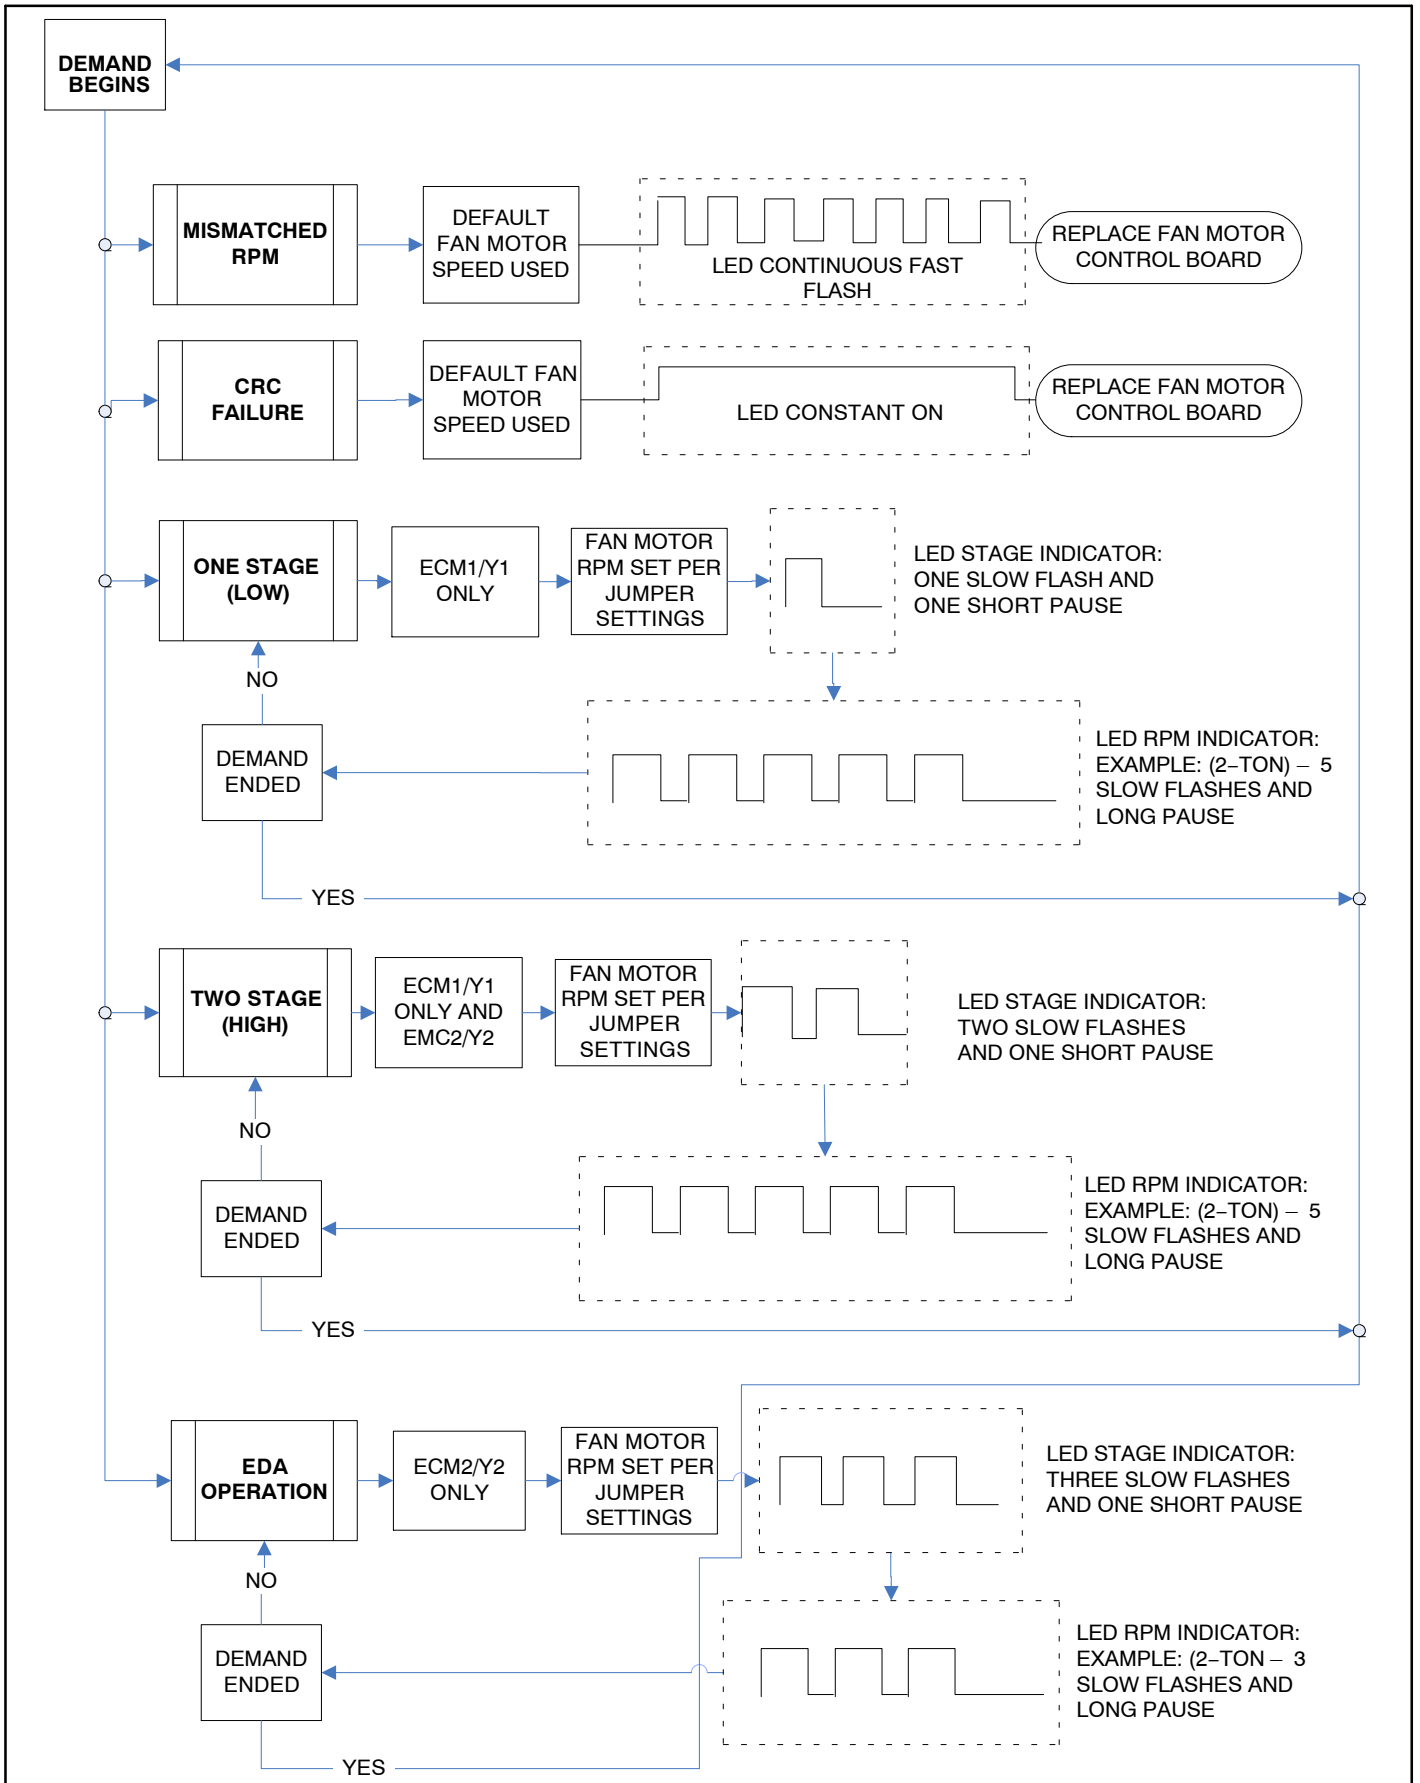 DEMAND
BEGINS
MISMATCHED
RPM
DEFAULT
FAN MOTOR
SPEED USED
LED CONTINUOUS FAST
FLASH
REPLACE FAN MOTOR
CONTROL BOARD
CRC
FAILURE
DEFAULT FAN
MOTOR
SPEED USED
LED CONSTANT ON
REPLACE FAN MOTOR
CONTROL BOARD
ONE STAGE
(LOW)
ECM1/Y1
ONLY
FAN MOTOR
RPM SET PER
JUMPER
SETTINGS
LED STAGE INDICATOR:
ONE SLOW FLASH AND
ONE SHORT PAUSE
NO
DEMAND
ENDED
LED RPM INDICATOR:
EXAMPLE: (2−TON) − 5
SLOW FLASHES AND
LONG PAUSE
YES
TWO STAGE
(HIGH)
ECM1/Y1
ONLY AND
EMC2/Y2
FAN MOTOR
RPM SET PER
JUMPER
SETTINGS
LED STAGE INDICATOR:
TWO SLOW FLASHES
AND ONE SHORT PAUSE
NO
DEMAND
ENDED
LED RPM INDICATOR:
EXAMPLE: (2−TON) − 5
SLOW FLASHES AND
LONG PAUSE
YES
EDA
OPERATION
ECM2/Y2
ONLY
FAN MOTOR
RPM SET PER
JUMPER
SETTINGS
LED STAGE INDICATOR:
THREE SLOW FLASHES
AND ONE SHORT PAUSE
NO
DEMAND
ENDED
LED RPM INDICATOR:
EXAMPLE: (2−TON − 3
SLOW FLASHES AND
LONG PAUSE
YES